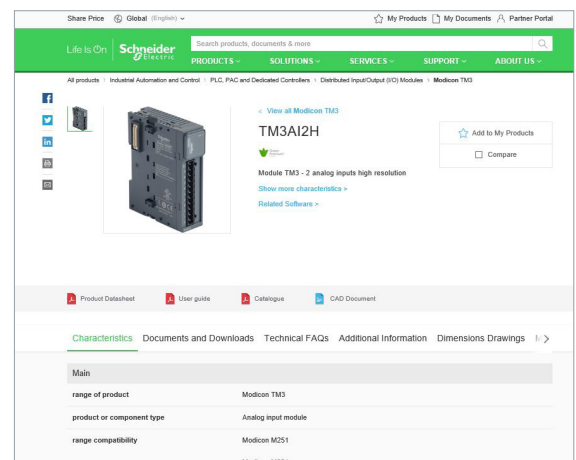 Share Price Global (English) My Products My Documents Partner Portal
Life Is On Schneider Electric
Search products, documents & more
PRODUCTS SOLUTIONS SERVICES SUPPORT ABOUT US
All products Industrial Automation and Control PLC, PAC and Dedicated Controllers Distributed Input/Output (I/O) Modules Modicon TM3
< View all Modicon TM3
TM3AI2H
Add to My Products
Compare
Module TM3 - 2 analog inputs high resolution
Show more characteristics >
Related Software >
Product Datasheet User guide Catalogue CAD Document
Characteristics Documents and Downloads Technical FAQs Additional Information Dimensions Drawings
Main
range of product Modicon TM3
product or component type Analog input module
range compatibility Modicon M251